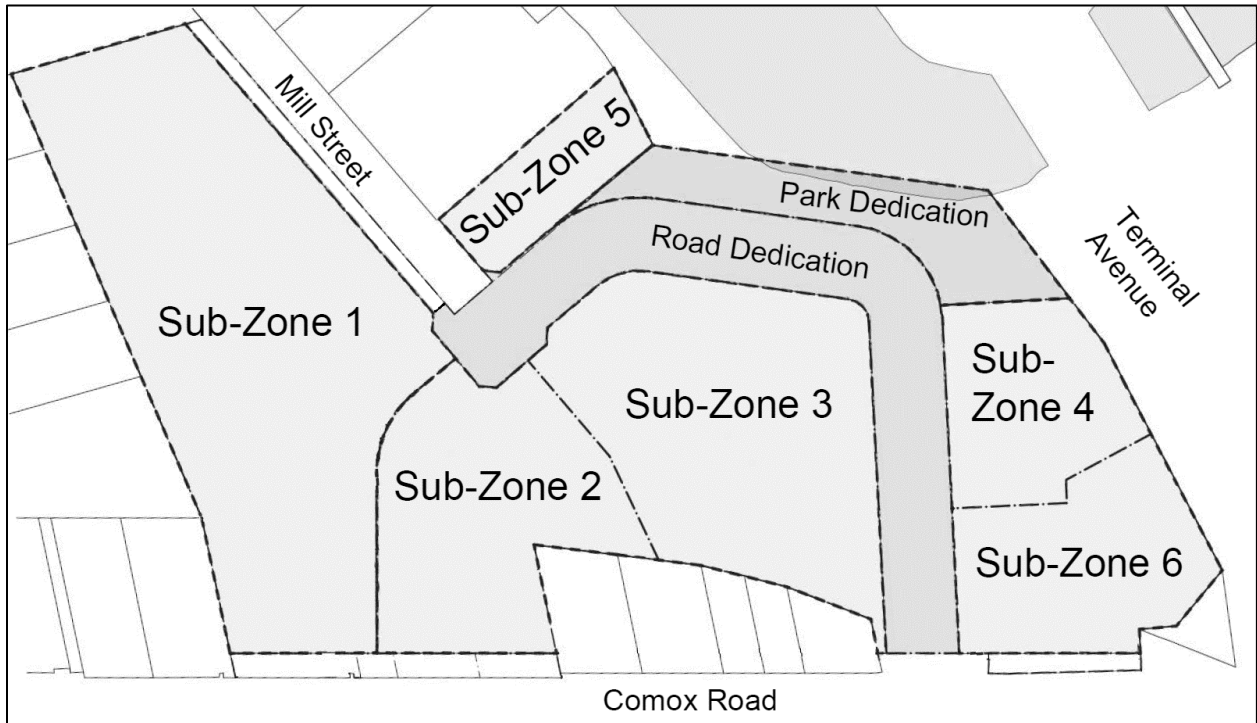 Mill Street
Sub-Zone 5
Park Dedication
Road Dedication
Terminal
Avenue
Sub-Zone 1
Sub-
Zone 4
Sub-Zone 3
Sub-Zone 2
Sub-Zone 6
Comox Road